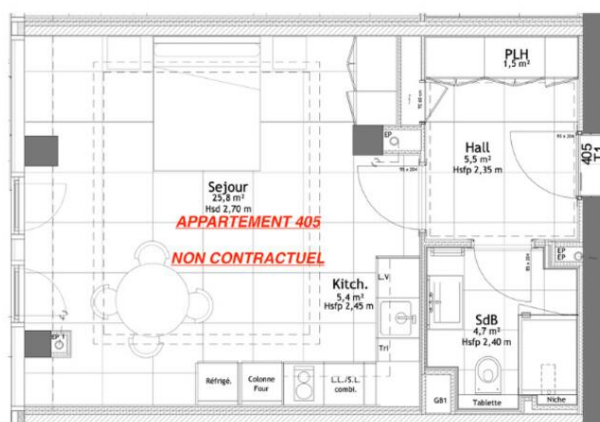 PLH
1,5 m²
Hall
5,5 m²
Hsfp 2,35 m
405
T1
EP
Sejour
25,8 m²
Hsd 2,70 m
APPARTEMENT 405
NON CONTRACTUEL
L.V
Kitch.
5,4 m²
Hsfp 2,45 m
Tri
EP
EP
SdB
4,7 m²
Hsfp 2,40 m
EP
Réfrigé.
Colonne
Four
L.L./S.L.
combi.
GB1
Tablette
Niche